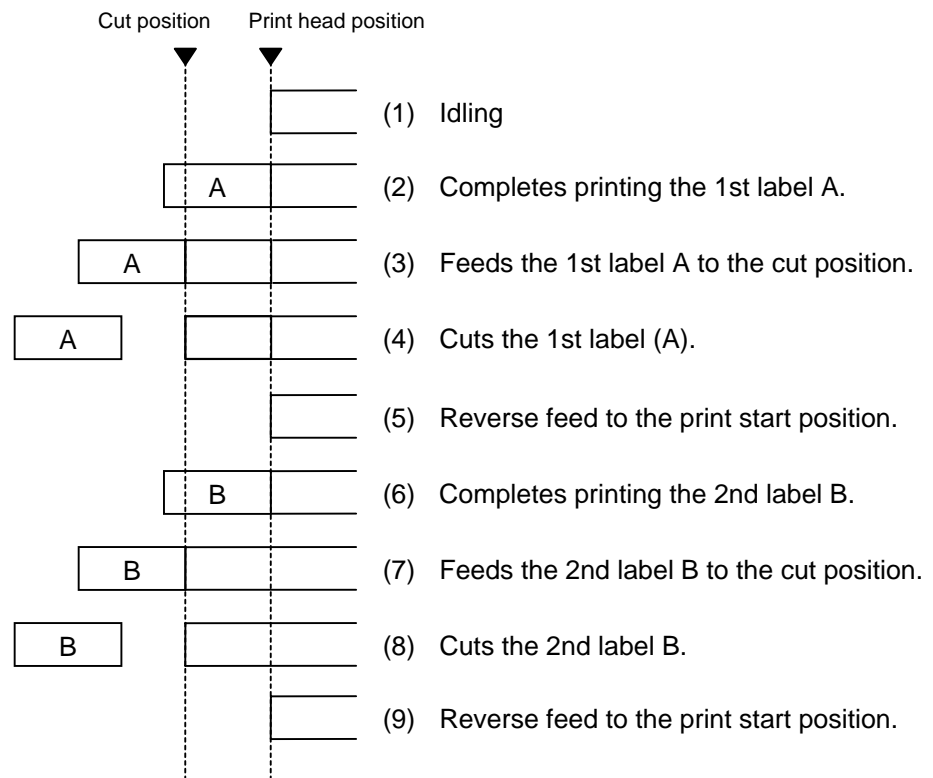 Cut position Print head position
(1) Idling
A (2) Completes printing the 1st label A.
A (3) Feeds the 1st label A to the cut position.
A (4) Cuts the 1st label (A).
(5) Reverse feed to the print start position.
B (6) Completes printing the 2nd label B.
B (7) Feeds the 2nd label B to the cut position.
B (8) Cuts the 2nd label B.
(9) Reverse feed to the print start position.